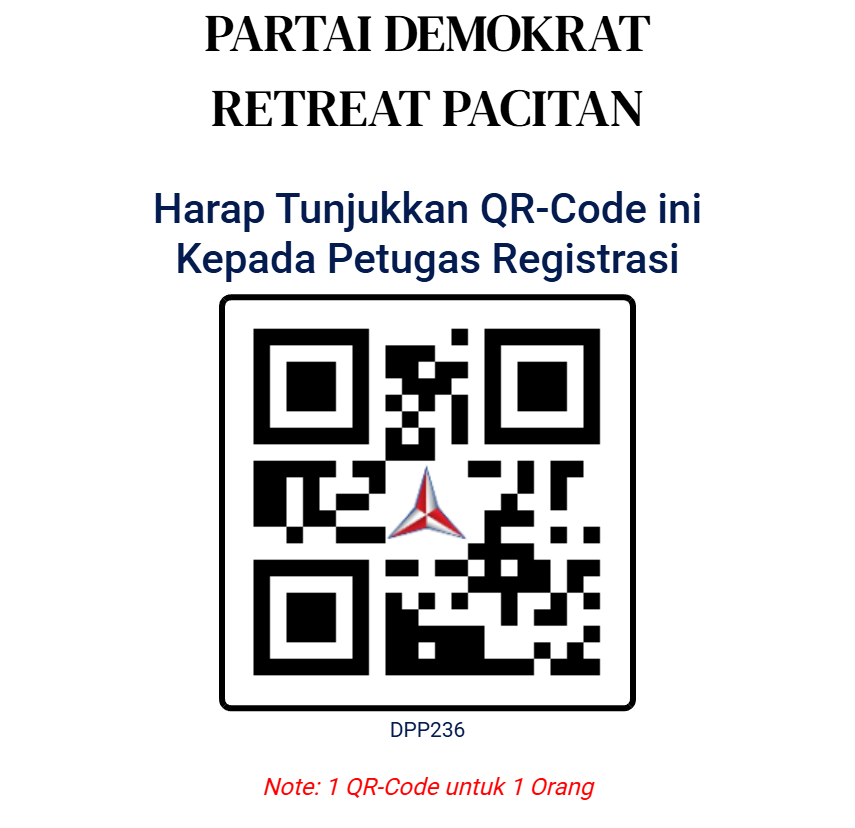 PARTAI DEMOKRAT
RETREAT PACITAN
Harap Tunjukkan QR-Code ini
Kepada Petugas Registrasi
DPP236
Note: 1 QR-Code untuk 1 Orang